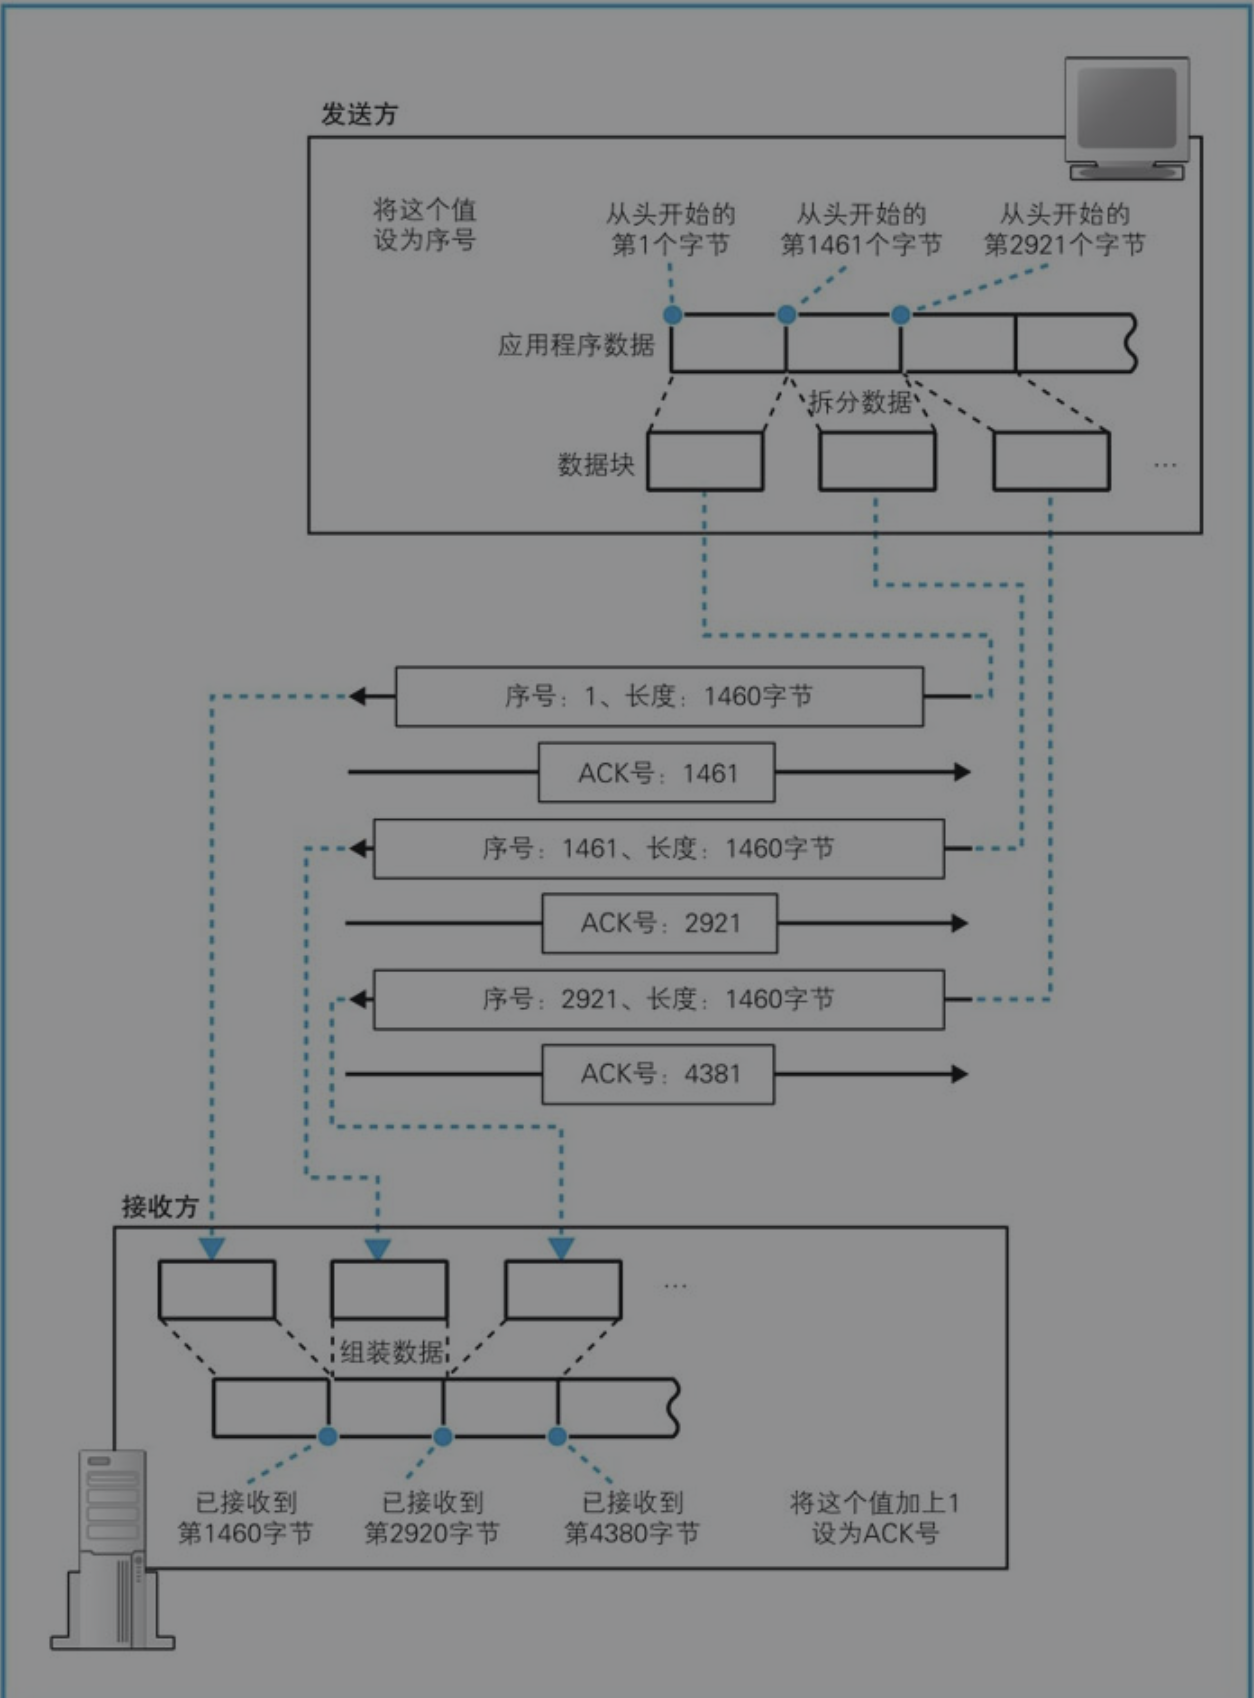 发送方
将这个值
设为序号
从头开始的
第1个字节
从头开始的
第1461个字节
从头开始的
第2921个字节
应用程序数据
拆分数据
数据块
…
序号：1、长度：1460字节
ACK号：1461
序号：1461、长度：1460字节
ACK号：2921
序号：2921、长度：1460字节
ACK号：4381
接收方
…
组装数据
已接收到
第1460字节
已接收到
第2920字节
已接收到
第4380字节
将这个值加上1
设为ACK号